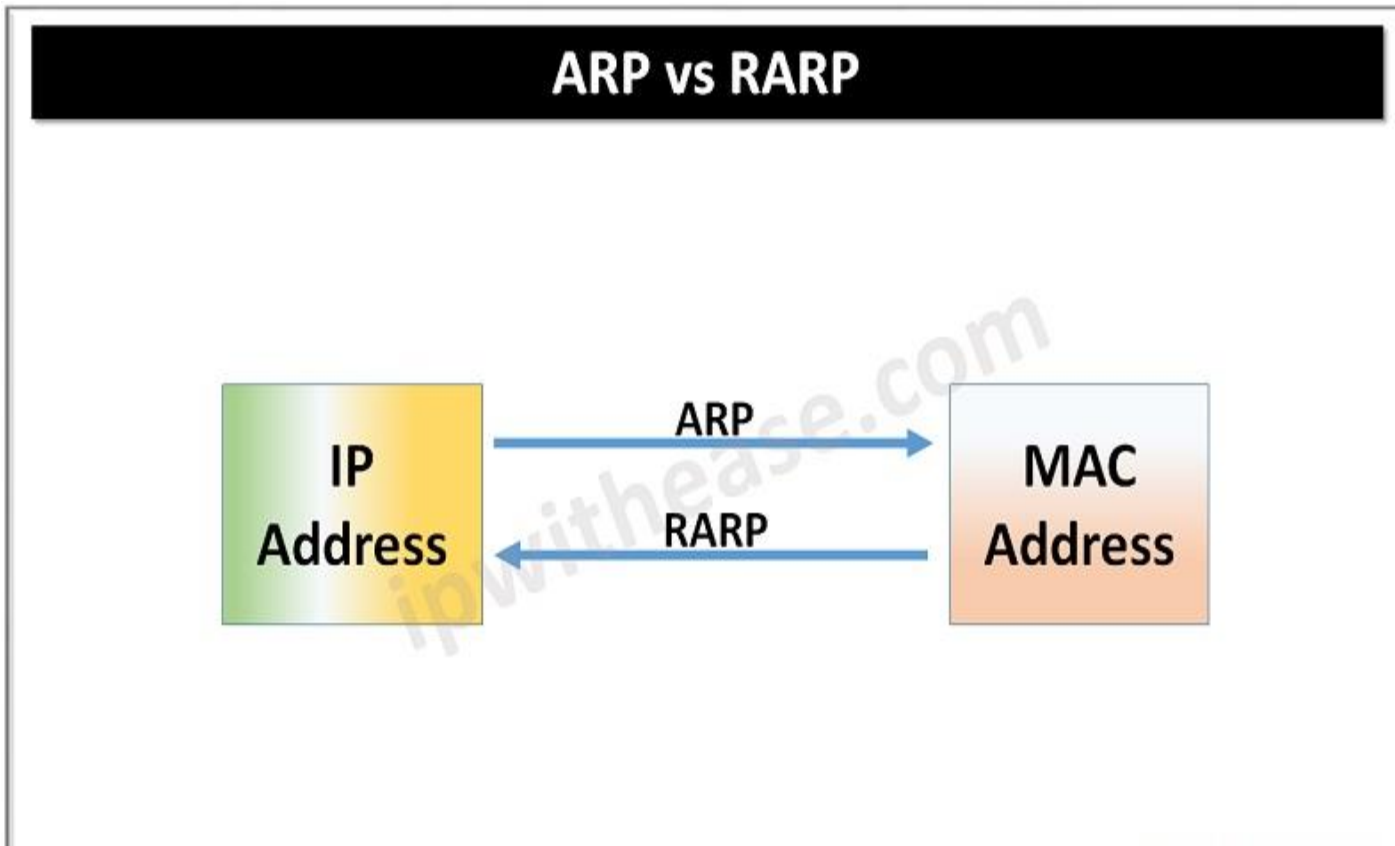 ARP vs RARP
IP
Address
ARP
RARP
MAC
Address
ipwithease.com